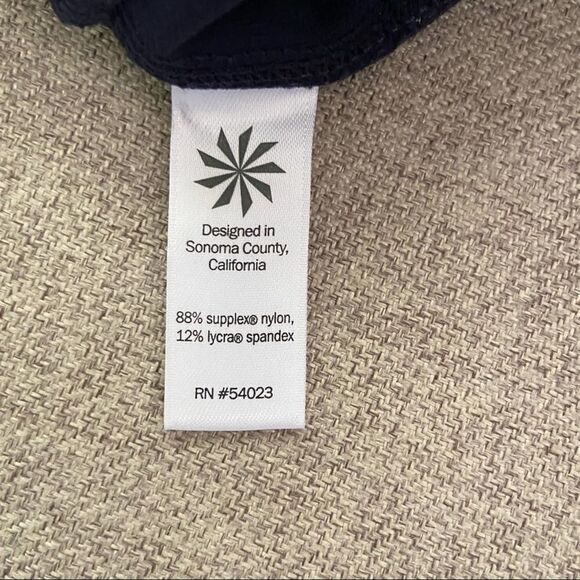 Designed in
Sonoma County,
California
88% supplex® nylon,
12% lycra® spandex
RN #54023